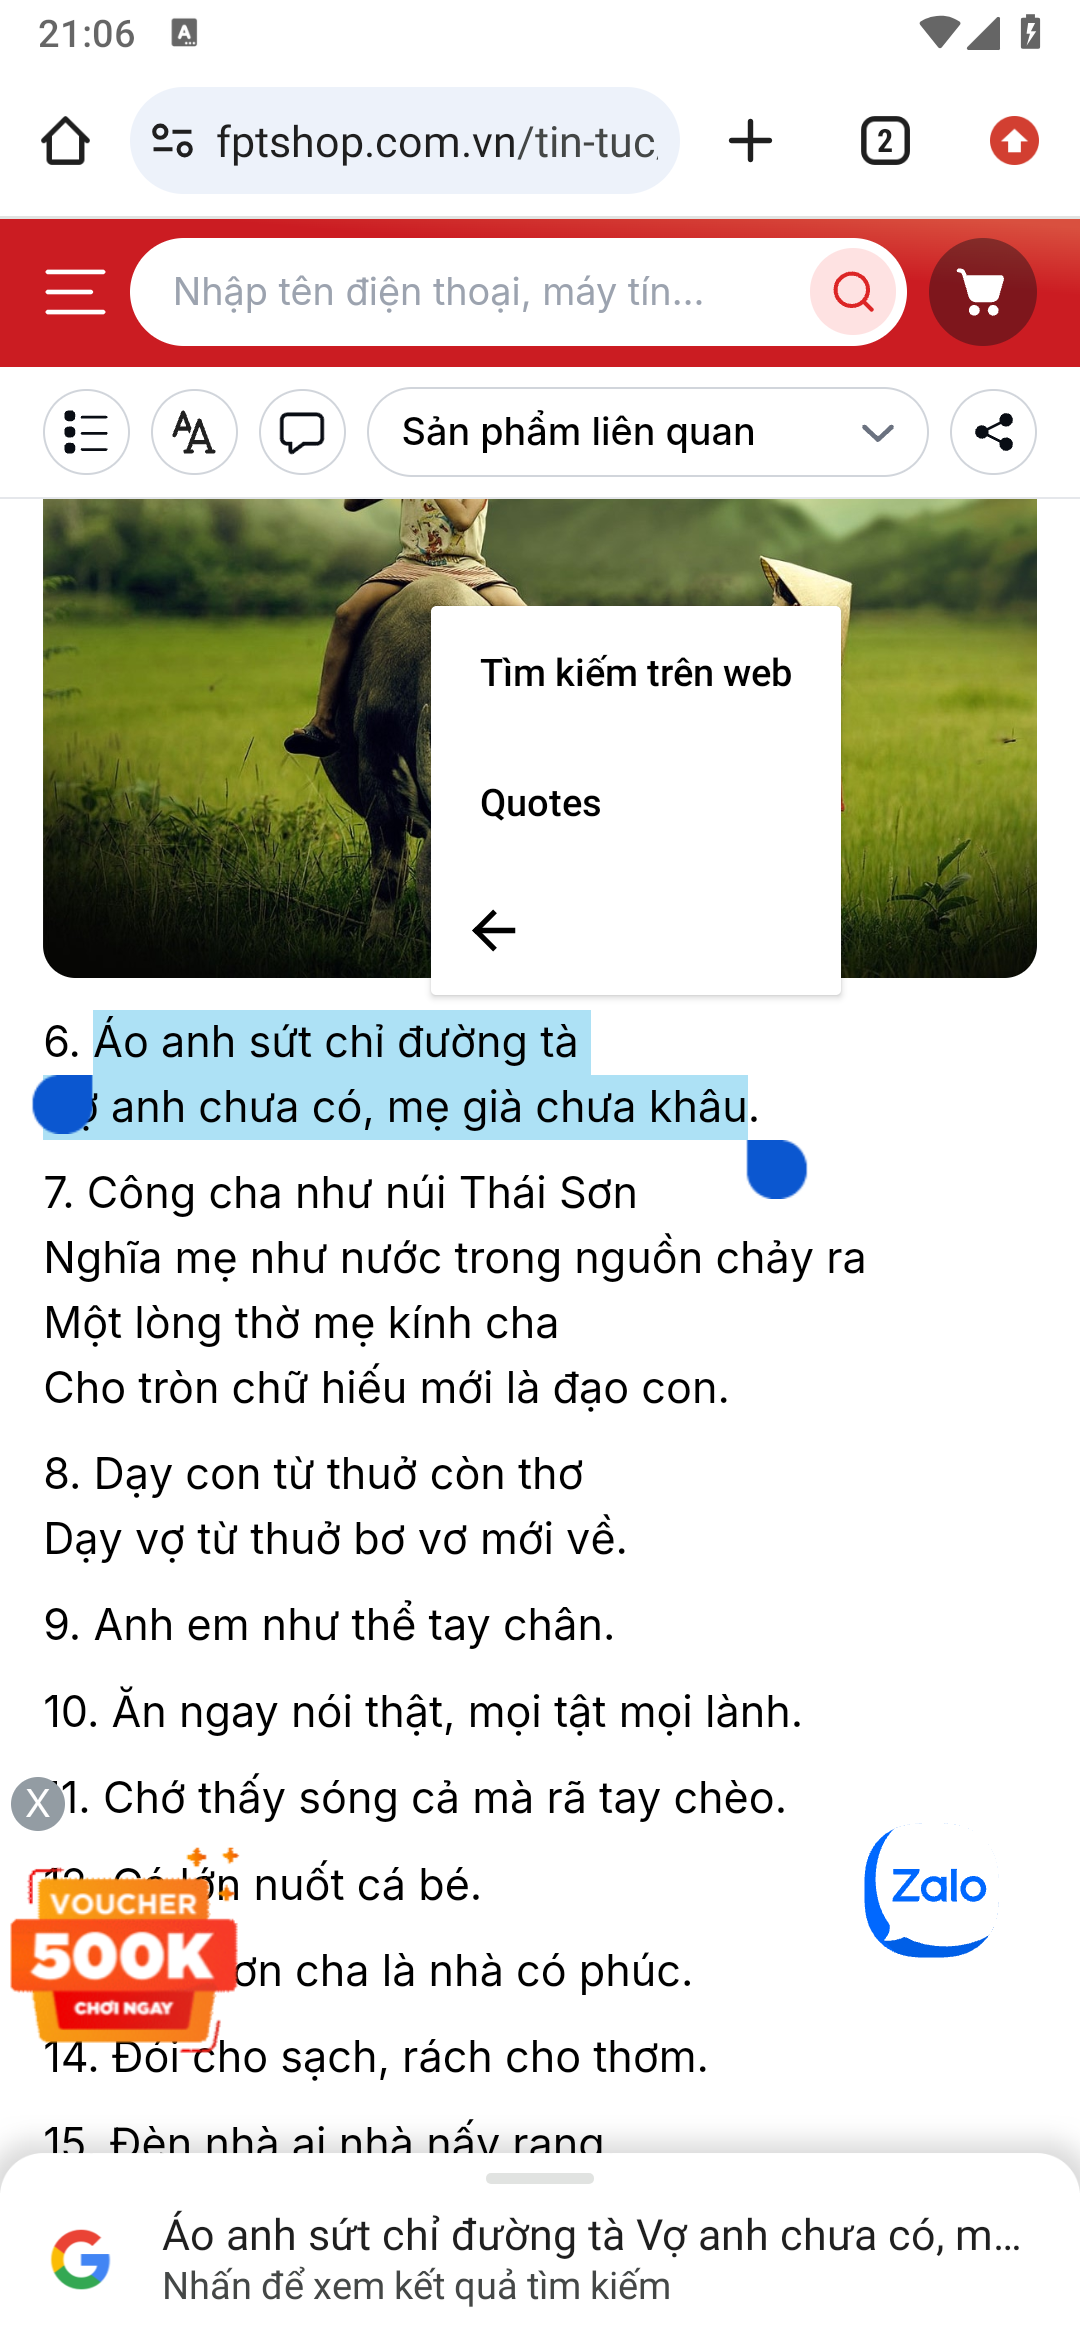 21:06
fptshop.com.vn/tin-tuc
2
Nhập tên điện thoại, máy tín...
Sản phẩm liên quan
Tìm kiếm trên web
Quotes
6. Áo anh sứt chỉ đường tà
anh chưa có, mẹ già chưa khâu.
7. Công cha như núi Thái Sơn
Nghĩa mẹ như nước trong nguồn chảy ra
Một lòng thờ mẹ kính cha
Cho tròn chữ hiếu mới là đạo con.
8. Dạy con từ thuở còn thơ
Dạy vợ từ thuở bơ vơ mới về.
9. Anh em như thể tay chân.
10. Ăn ngay nói thật, mọi tật mọi lành.
X
11. Chớ thấy sóng cả mà rã tay chèo.
12. Cá lớn nuốt cá bé.
Zalo
VOUCHER
500K
CHƠI NGAY
cha là nhà có phúc.
14. Đói cho sạch, rách cho thơm.
15. Đèn nhà ai nhà nấy rạng
Áo anh sứt chỉ đường tà Vợ anh chưa có, m...
Nhấn để xem kết quả tìm kiếm